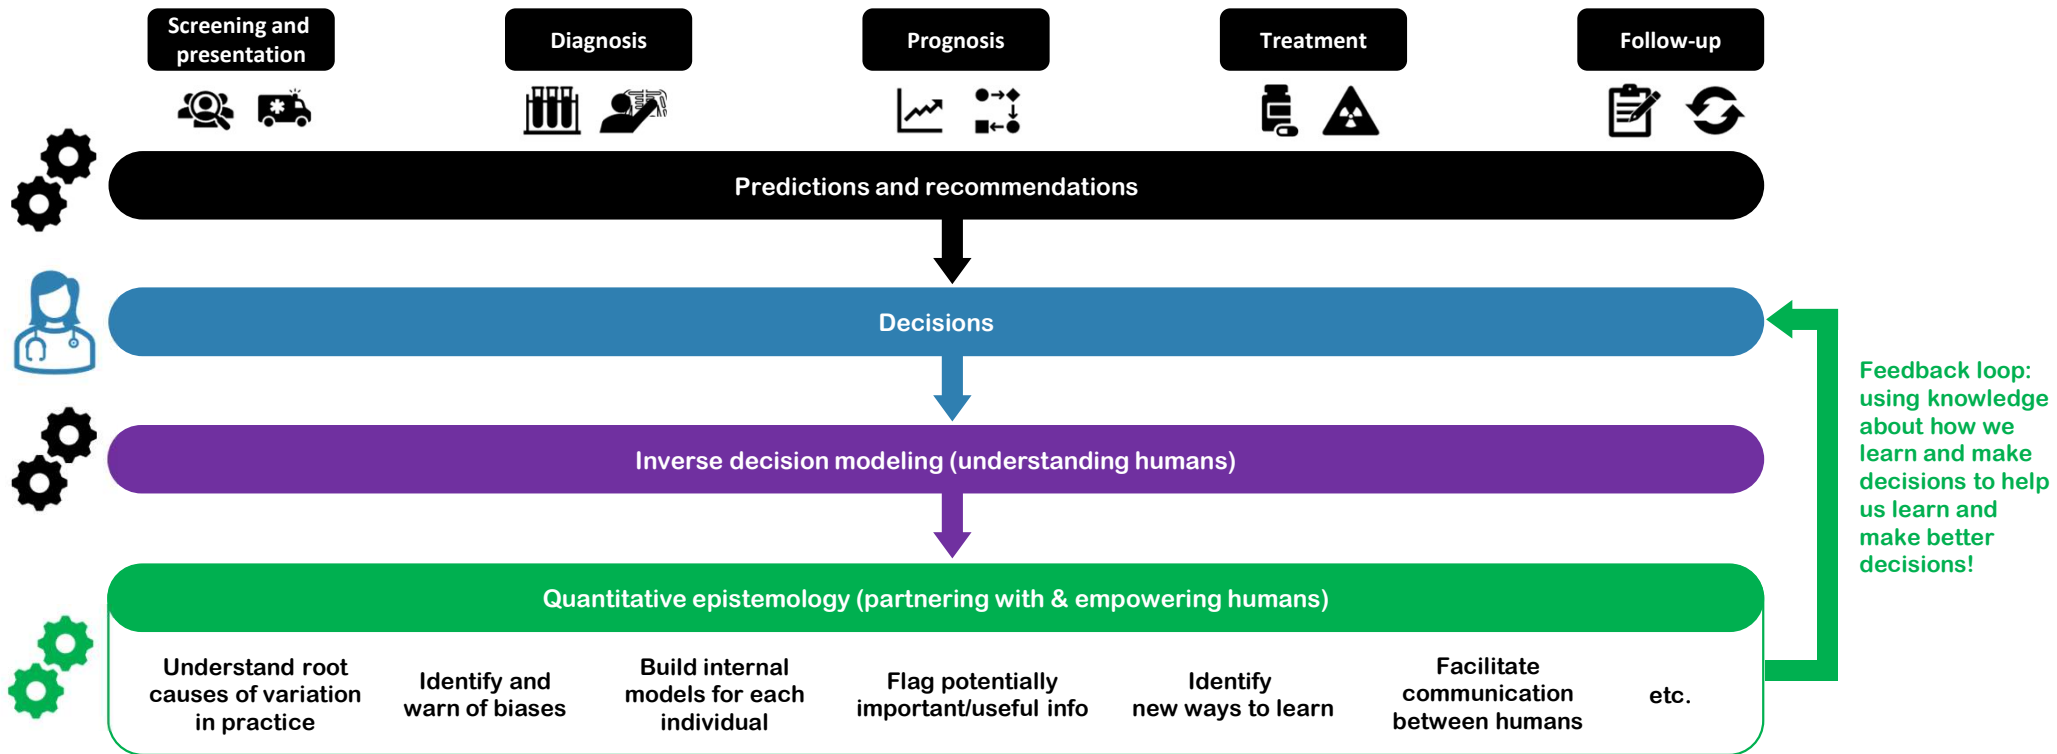 Screening and
presentation
Diagnosis
Prognosis
Treatment
Follow-up
Predictions and recommendations
Decisions
Inverse decision modeling (understanding humans)
Quantitative epistemology (partnering with & empowering humans)
Understand root
causes of variation
in practice
Identify and
warn of biases
Build internal
models for each
individual
Flag potentially
important/useful info
Identify
new ways to learn
Facilitate
communication
between humans
etc.
Feedback loop:
using knowledge
about how we
learn and make
decisions to help
us learn and
make better
decisions!